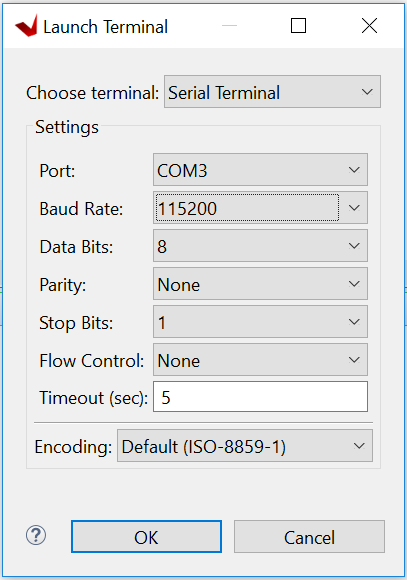 Launch Terminal
Choose terminal: Serial Terminal
Settings
Port: COM3
Baud Rate: 115200
Data Bits: 8
Parity: None
Stop Bits: 1
Flow Control: None
Timeout (sec): 5
Encoding: Default (ISO-8859-1)
? OK Cancel